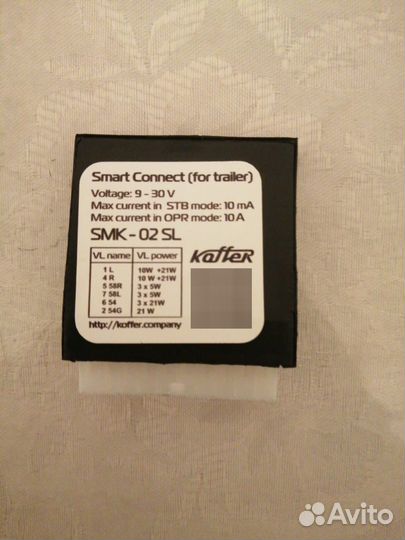 Smart Connect (for trailer)
Voltage: 9 - 30 V
Max current in STB mode: 10 mA
Max current in OPR mode: 10 A
SMK - 02 SL
Koffer
VL name VL power
1 L 10W +21W
4 R 10 W +21W
5 58R 3 x 5W
7 58L 3 x 5W
6 54 3 x 21W
2 54G 21 W
http://koffer.company
Avito